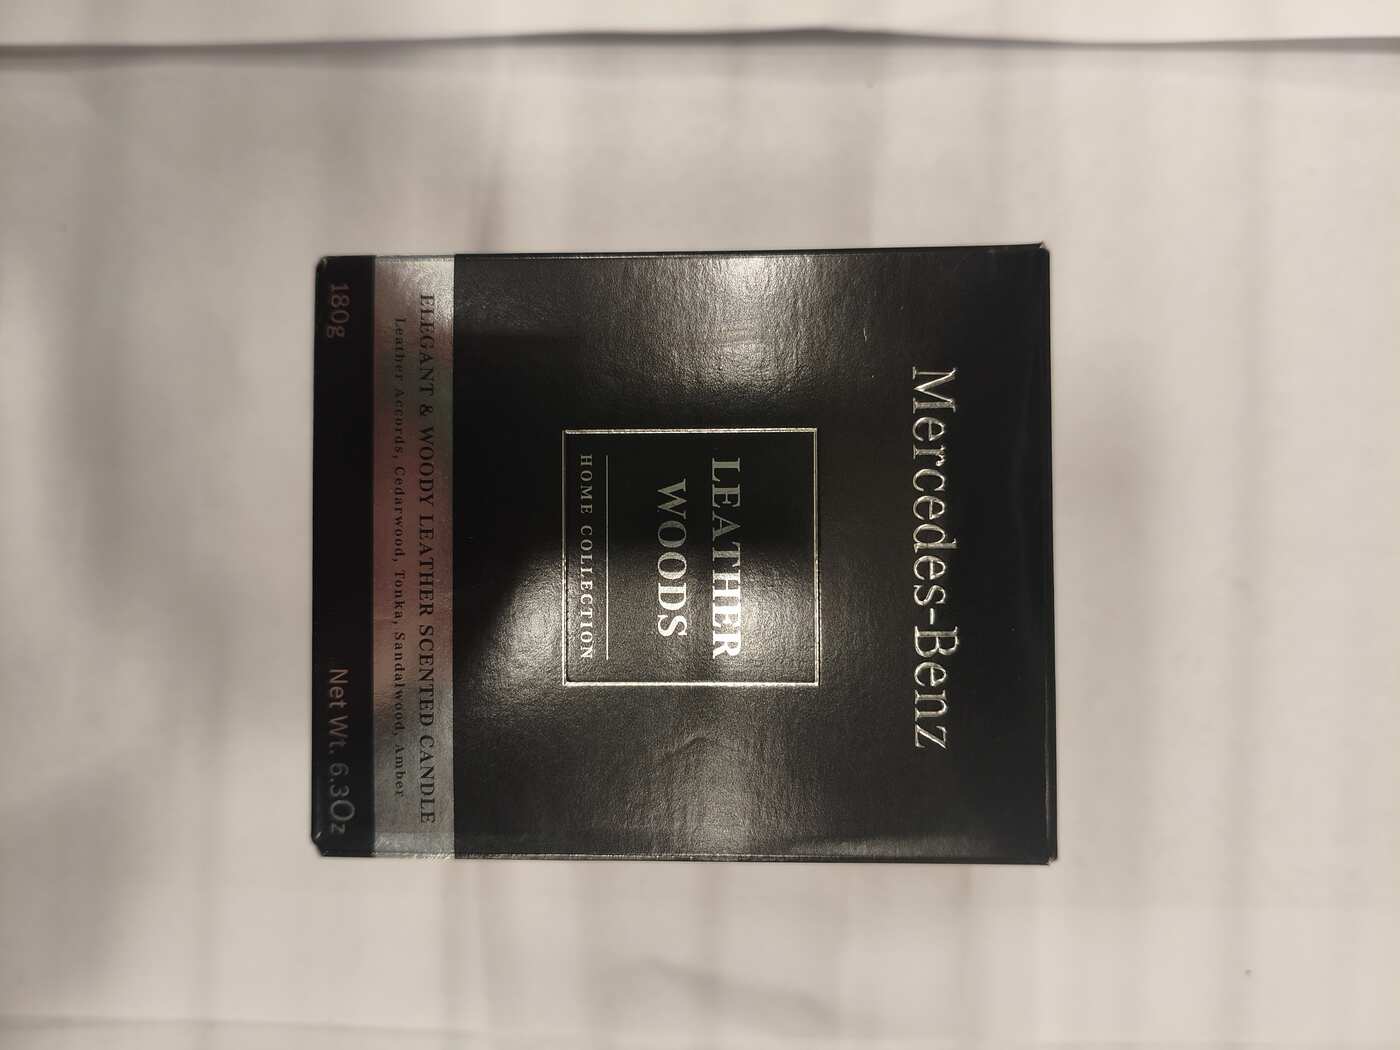 Mercedes-Benz
LEATHER
WOODS
HOME COLLECTION
ELEGANT & WOODY LEATHER SCENTED CANDLE
Leather Accords, Cedarwood, Tonka, Sandalwood, Amber
180g Net Wt. 6.3Oz